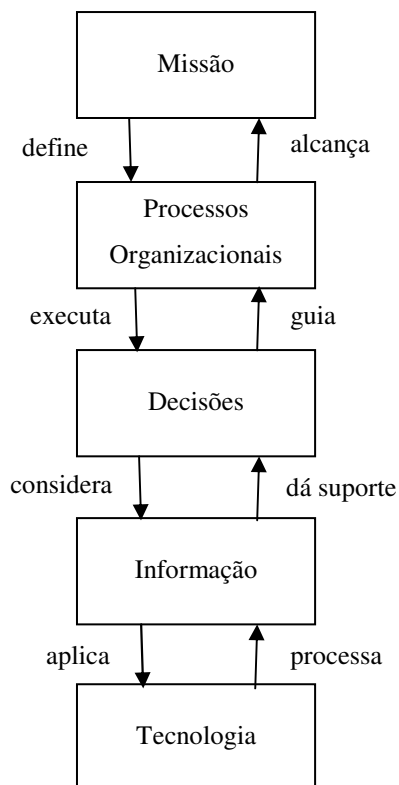 Missão
define
alcança
Processos
Organizacionais
executa
guia
Decisões
considera
dá suporte
Informação
aplica
processa
Tecnologia